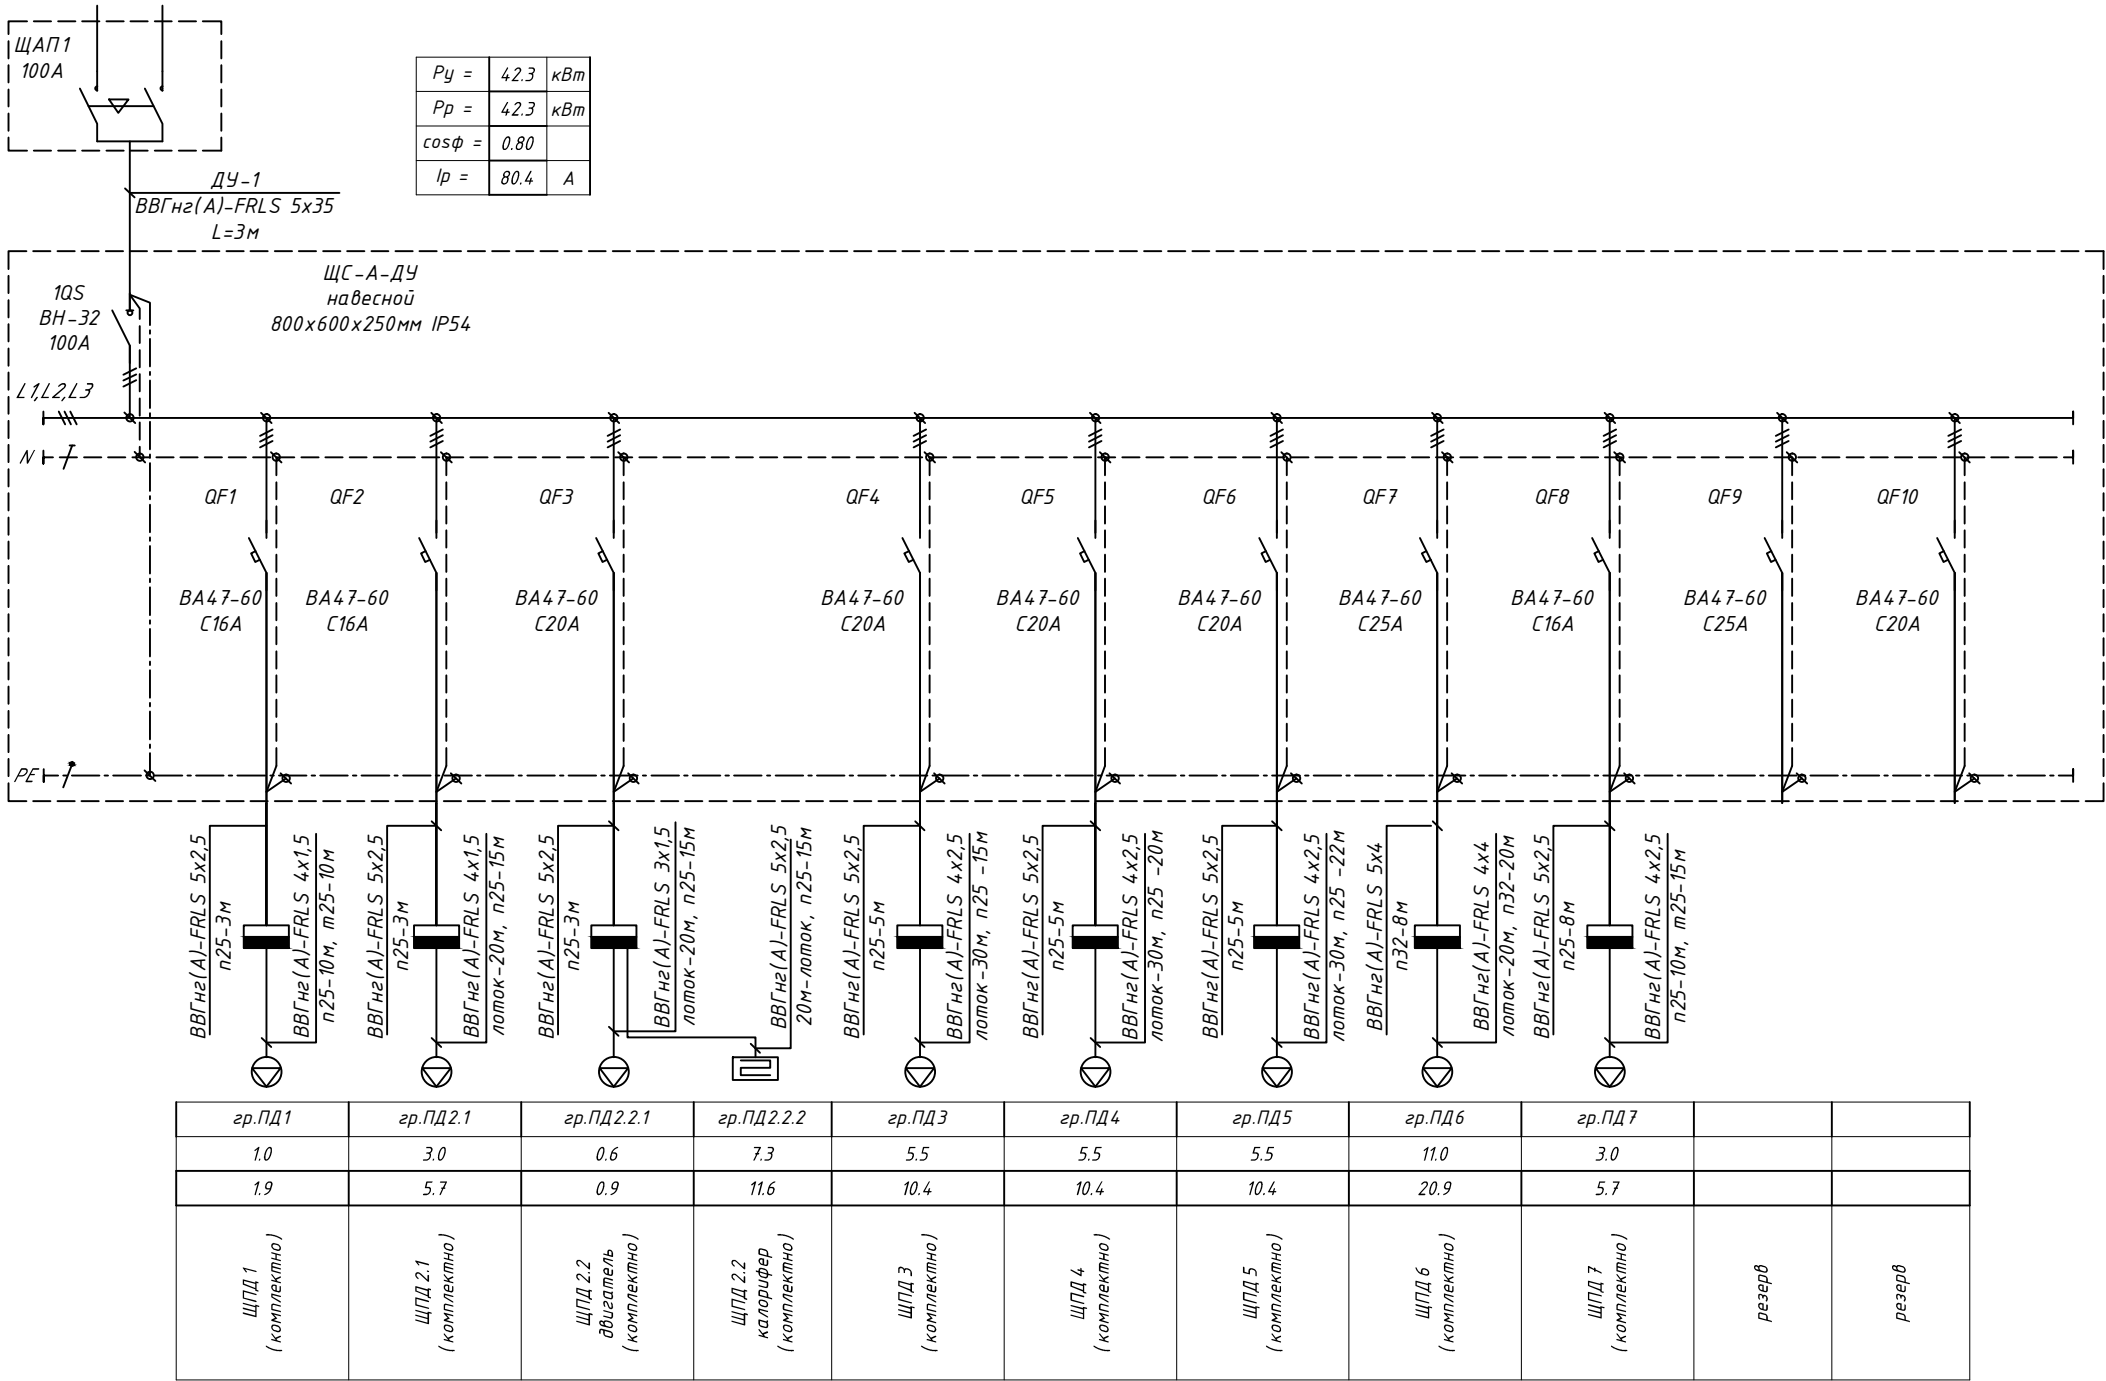 ЩАП1
100А
Ру = 42.3 кВт
Рр = 42.3 кВт
cosф = 0.80
Iр = 80.4 А
ДУ-1
ВВГнг(А)-FRLS 5х35
L=3м
ЩС-А-ДУ
навесной
800х600х250мм IP54
1QS
ВН-32
100А
L1,L2,L3
N
QF1 QF2 QF3 QF4 QF5 QF6 QF7 QF8 QF9 QF10
ВА47-60 ВА47-60 ВА47-60 ВА47-60 ВА47-60 ВА47-60 ВА47-60 ВА47-60 ВА47-60 ВА47-60
С16А С16А С20А С20А С20А С20А С25А С16А С25А С20А
PE
ВВГнг(А)-FRLS 5х2,5
п25-3м
ВВГнг(А)-FRLS 4х1,5
п25-10м, т25-10м
ВВГнг(А)-FRLS 5х2,5
п25-3м
ВВГнг(А)-FRLS 4х1,5
лоток-20м, п25-15м
ВВГнг(А)-FRLS 5х2,5
п25-3м
ВВГнг(А)-FRLS 3х1,5
лоток-20м, п25-15м
ВВГнг(А)-FRLS 5х2,5
20м-лоток, п25-15м
ВВГнг(А)-FRLS 5х2,5
п25-5м
ВВГнг(А)-FRLS 4х2,5
лоток-30м, п25 -15м
ВВГнг(А)-FRLS 5х2,5
п25-5м
ВВГнг(А)-FRLS 4х2,5
лоток-30м, п25 -20м
ВВГнг(А)-FRLS 5х2,5
п25-5м
ВВГнг(А)-FRLS 4х2,5
лоток-30м, п25 -22м
ВВГнг(А)-FRLS 5х4
п32-8м
ВВГнг(А)-FRLS 4х4
лоток-20м, п32-20м
ВВГнг(А)-FRLS 5х2,5
п25-8м
ВВГнг(А)-FRLS 4х2,5
п25-10м, т25-15м
гр.ПД1 гр.ПД2.1 гр.ПД2.2.1 гр.ПД2.2.2 гр.ПД3 гр.ПД4 гр.ПД5 гр.ПД6 гр.ПД7
1.0 3.0 0.6 7.3 5.5 5.5 5.5 11.0 3.0
1.9 5.7 0.9 11.6 10.4 10.4 10.4 20.9 5.7
ЩПД 1
(комплектно)
ЩПД 2.1
(комплектно)
ЩПД 2.2
двигатель
(комплектно)
ЩПД 2.2
калорифер
(комплектно)
ЩПД 3
(комплектно)
ЩПД 4
(комплектно)
ЩПД 5
(комплектно)
ЩПД 6
(комплектно)
ЩПД 7
(комплектно)
резерв
резерв